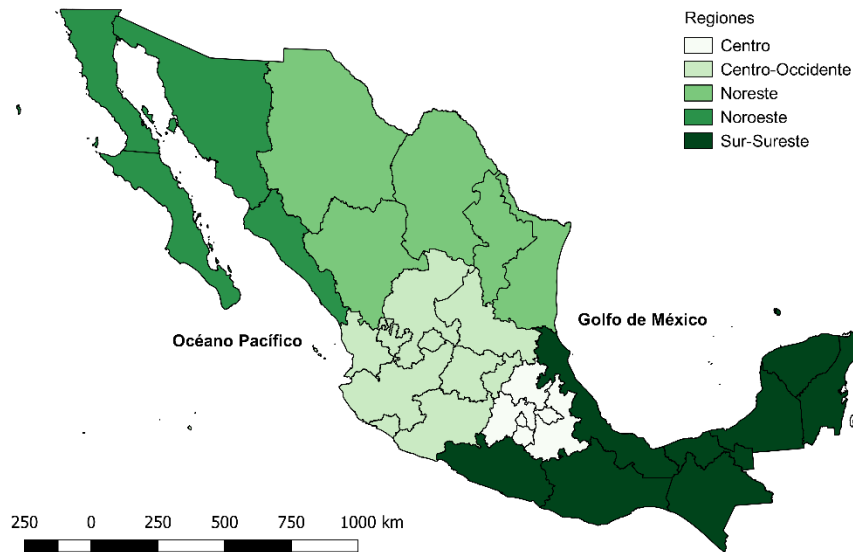 Regiones
Centro
Centro-Occidente
Noreste
Noroeste
Sur-Sureste
Golfo de México
Océano Pacífico
250 0 250 500 750 1000 km